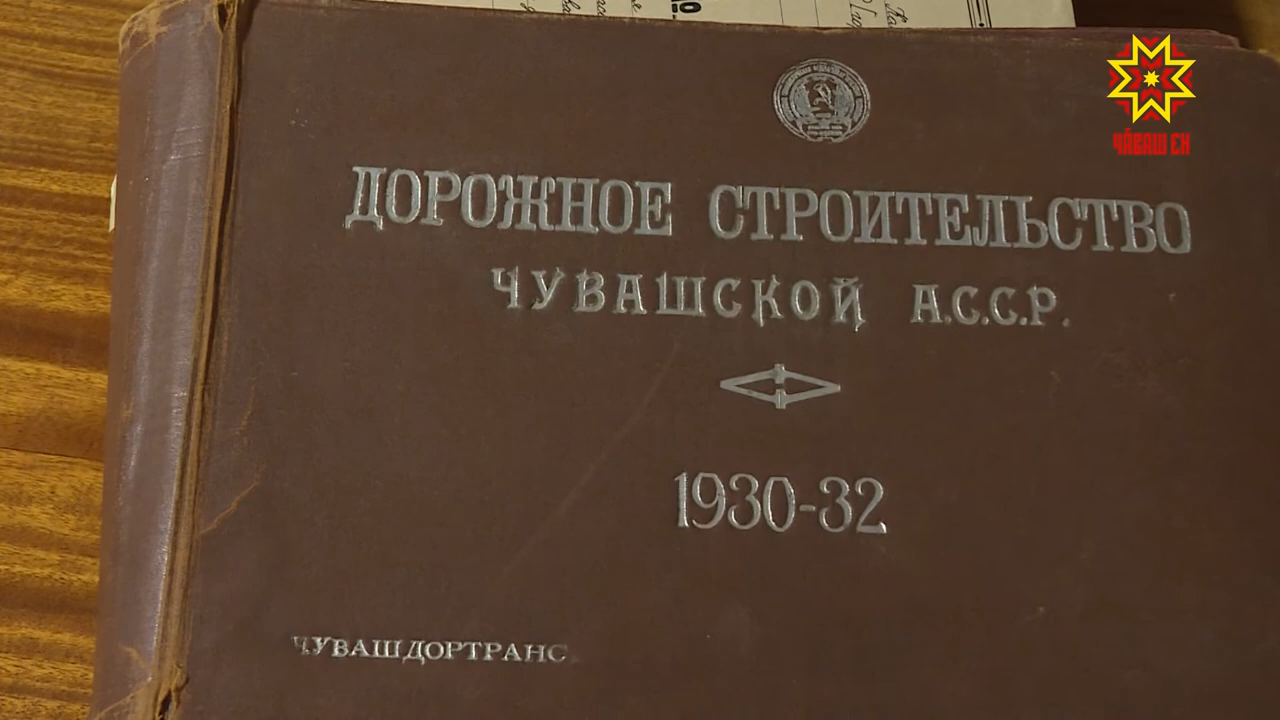 ДОРОЖНОЕ СТРОИТЕЛЬСТВО
ЧУВАШСКОЙ А.С.С.Р.
1930-32
ЧУВАШДОРТРАНС
ЧӐВАШ ЕН